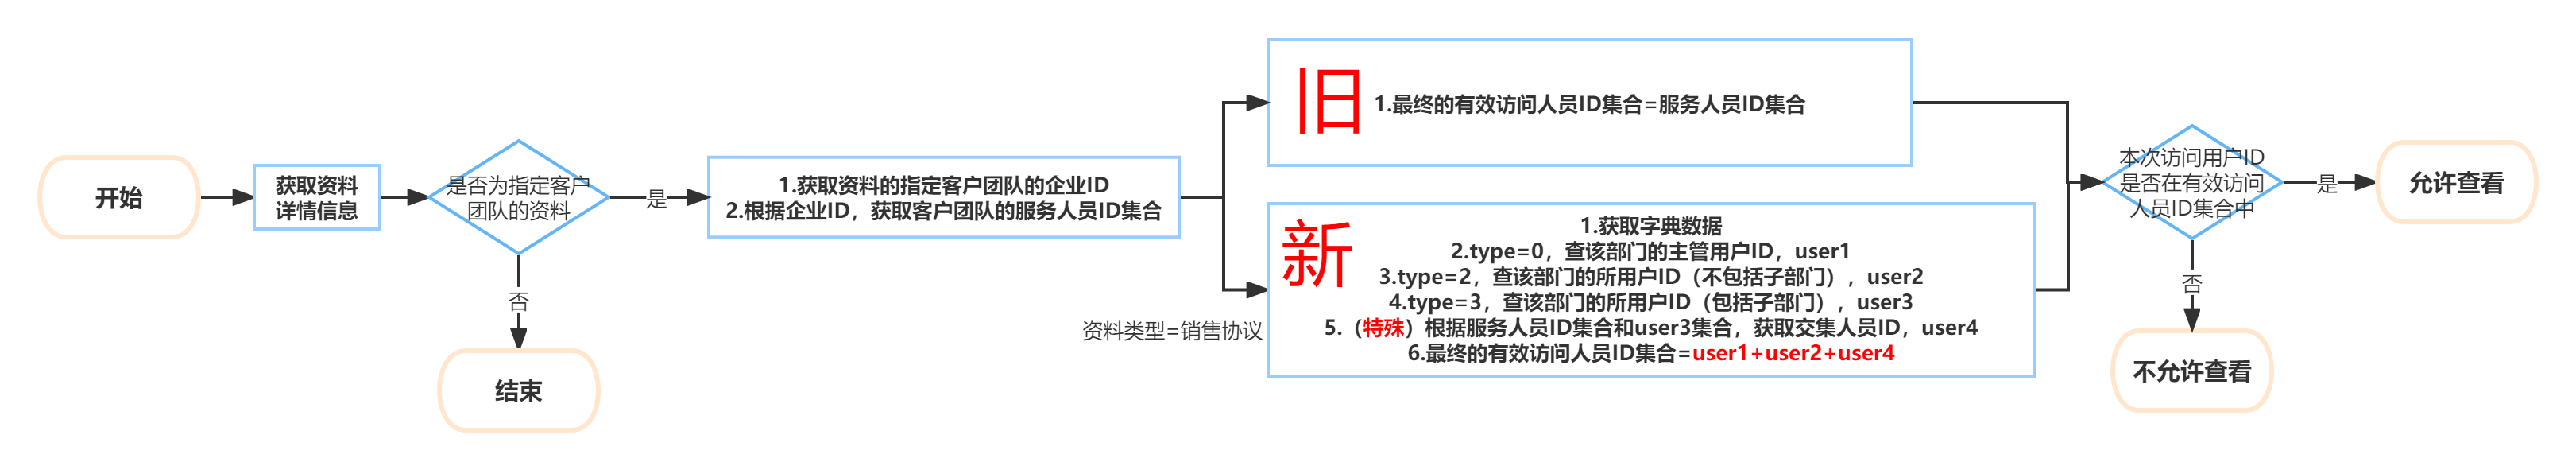 开始
获取资料
详情信息
是否为指定客户
团队的资料
是
否
结束
1.获取资料的指定客户团队的企业ID
2.根据企业ID，获取客户团队的服务人员ID集合
旧
1.最终的有效访问人员ID集合=服务人员ID集合
资料类型=销售协议
新
1.获取字典数据
2.type=0，查该部门的主管用户ID，user1
3.type=2，查该部门的所用户ID（不包括子部门），user2
4.type=3，查该部门的所用户ID（包括子部门），user3
5.（特殊）根据服务人员ID集合和user3集合，获取交集人员ID，user4
6.最终的有效访问人员ID集合=user1+user2+user4
本次访问用户ID
是否在有效访问
人员ID集合中
是
允许查看
否
不允许查看